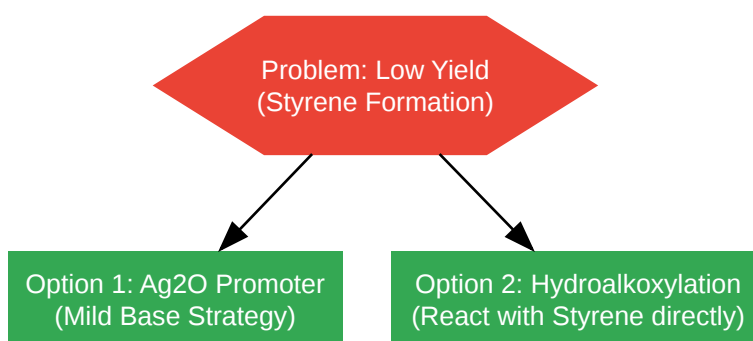 Problem: Low Yield
(Styrene Formation)
Option 1: Ag2O Promoter
(Mild Base Strategy)
Option 2: Hydroalkoxylation
(React with Styrene directly)